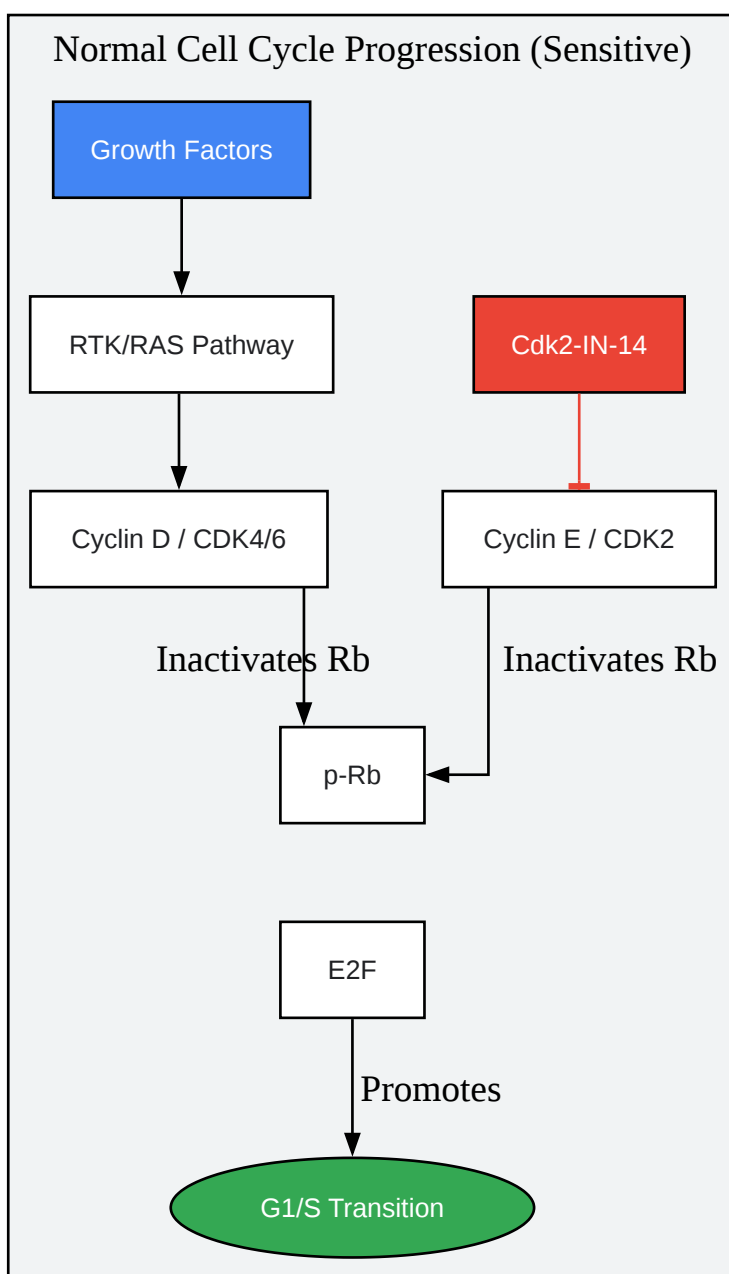 Normal Cell Cycle Progression (Sensitive)
Growth Factors
RTK/RAS Pathway
Cdk2-IN-14
Cyclin D / CDK4/6
Cyclin E / CDK2
Inactivates Rb
Inactivates Rb
p-Rb
E2F
Promotes
G1/S Transition